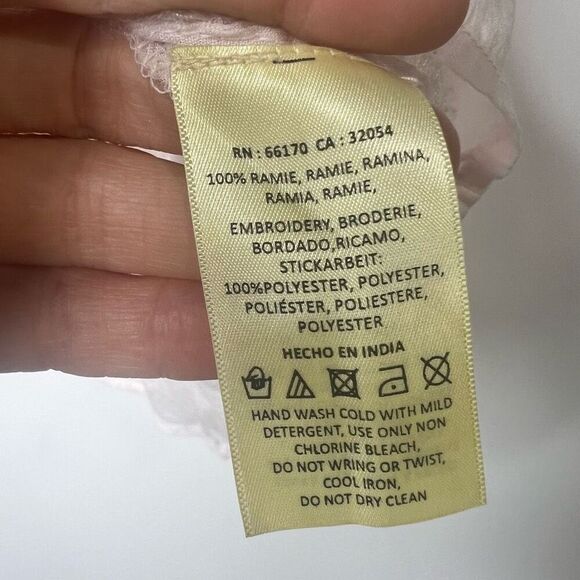 RN : 66170 CA : 32054
100% RAMIE, RAMIE, RAMINA,
RAMIA, RAMIE,
EMBROIDERY, BRODERIE,
BORDADO,RICAMO,
STICKARBEIT:
100%POLYESTER, POLYESTER,
POLIÉSTER, POLIESTERE,
POLYESTER
HECHO EN INDIA
HAND WASH COLD WITH MILD
DETERGENT, USE ONLY NON
CHLORINE BLEACH,
DO NOT WRING OR TWIST,
COOL IRON,
DO NOT DRY CLEAN